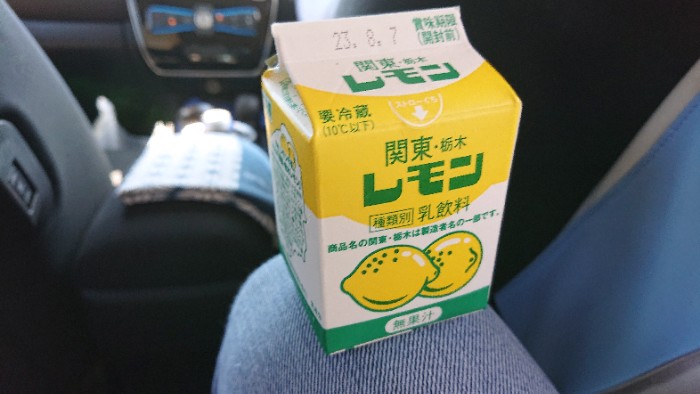 23. 8. 7
賞味期限
(開封前)
関東・栃木
レモン
ストローぐち
要冷蔵
(10℃以下)
関東・栃木
レモン
種類別 乳飲料
商品名の関東・栃木は製造者名の一部です。
無果汁